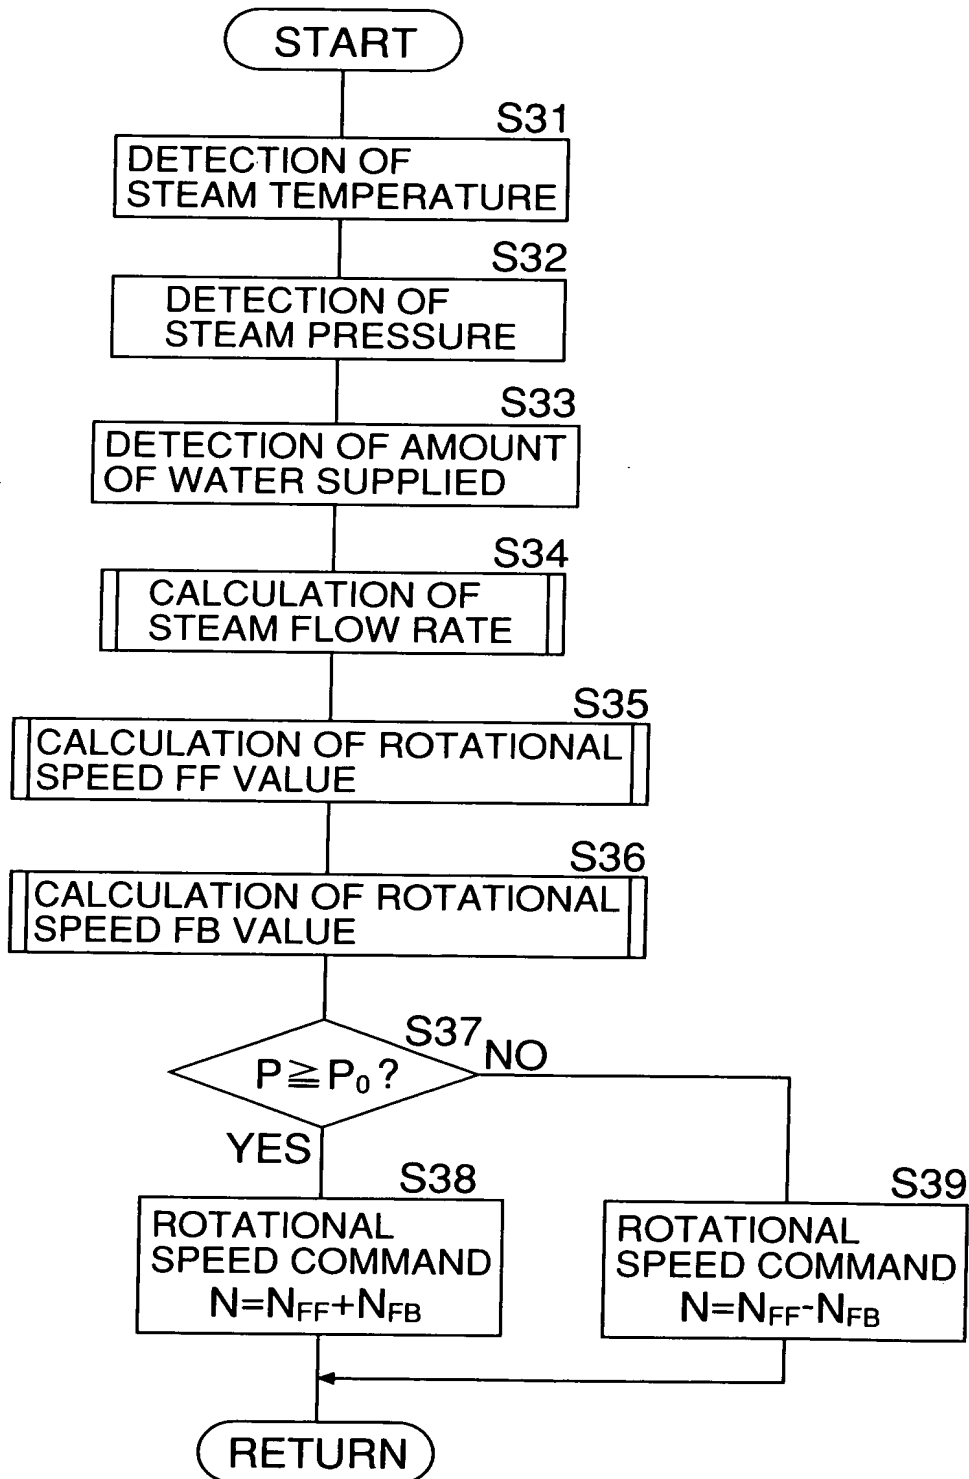 START
S31
DETECTION OF
STEAM TEMPERATURE
S32
DETECTION OF
STEAM PRESSURE
S33
DETECTION OF AMOUNT
OF WATER SUPPLIED
S34
CALCULATION OF
STEAM FLOW RATE
S35
CALCULATION OF ROTATIONAL
SPEED FF VALUE
S36
CALCULATION OF ROTATIONAL
SPEED FB VALUE
S37
P≧P₀?
NO
YES
S38
ROTATIONAL
SPEED COMMAND
N=NFF+NFB
S39
ROTATIONAL
SPEED COMMAND
N=NFF-NFB
RETURN